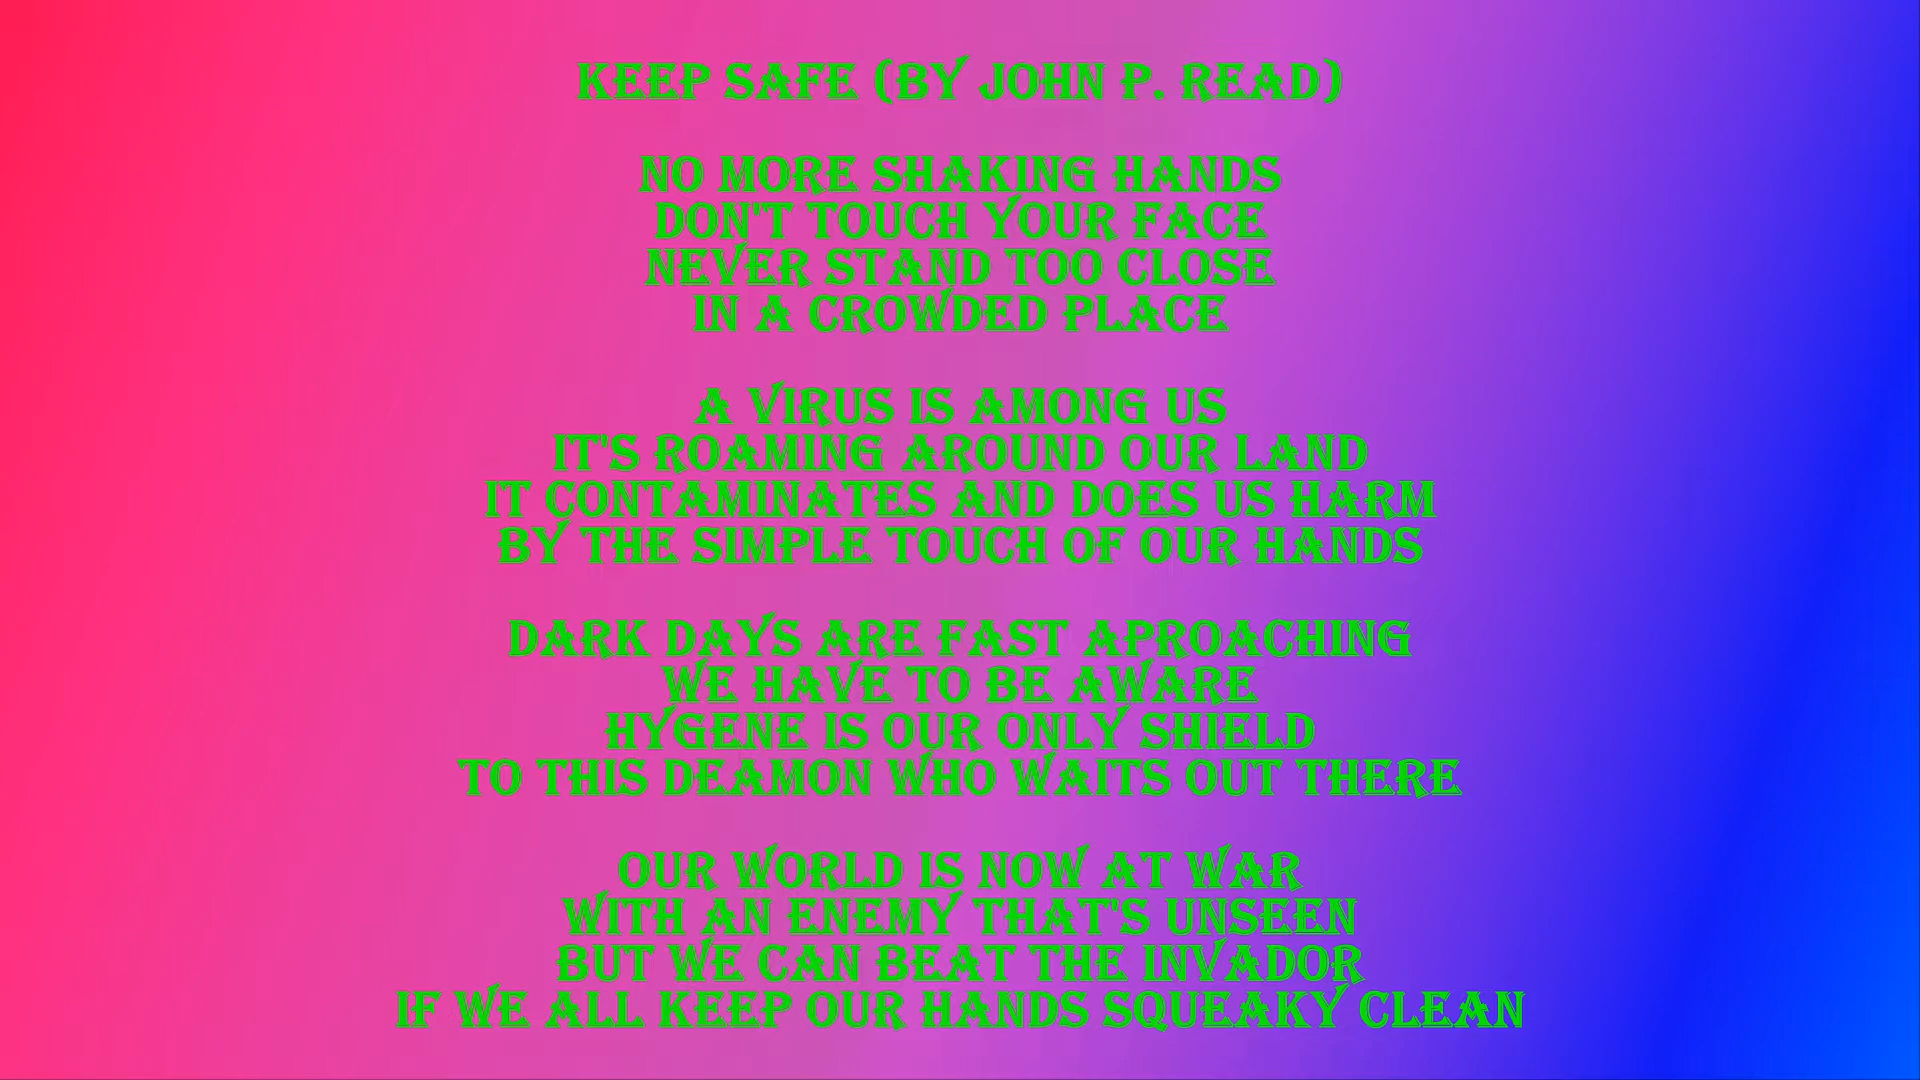 KEEP SAFE (BY JOHN P. READ)
NO MORE SHAKING HANDS
DON'T TOUCH YOUR FACE
NEVER STAND TOO CLOSE
IN A CROWDED PLACE
A VIRUS IS AMONG US
IT'S ROAMING AROUND OUR LAND
IT CONTAMINATES AND DOES US HARM
BY THE SIMPLE TOUCH OF OUR HANDS
DARK DAYS ARE FAST APROACHING
WE HAVE TO BE AWARE
HYGENE IS OUR ONLY SHIELD
TO THIS DEAMON WHO WAITS OUT THERE
OUR WORLD IS NOW AT WAR
WITH AN ENEMY THAT'S UNSEEN
BUT WE CAN BEAT THE INVADOR
IF WE ALL KEEP OUR HANDS SQUEAKY CLEAN